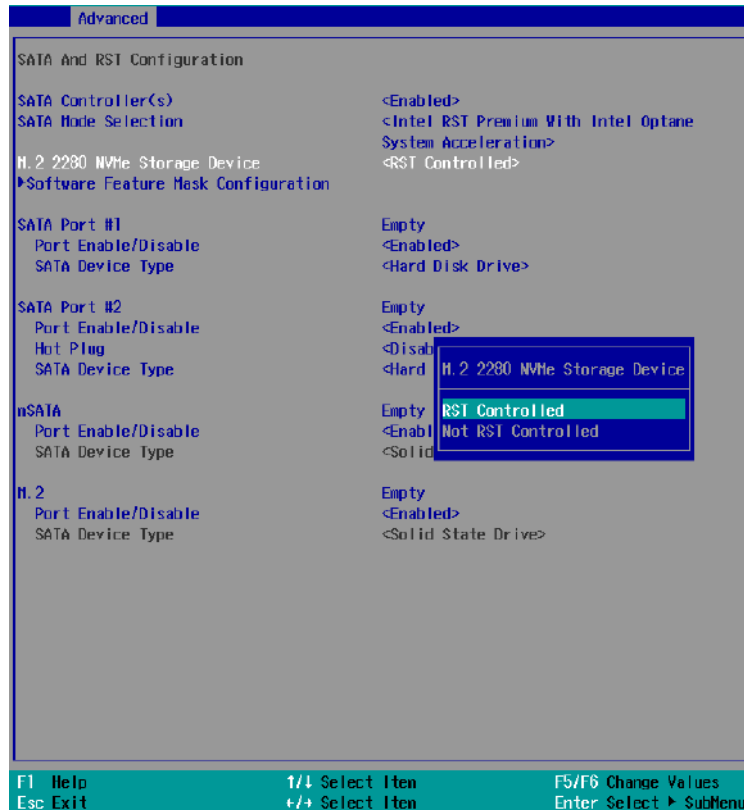 Advanced
SATA And RST Configuration
SATA Controller(s) <Enabled>
SATA Mode Selection <Intel RST Premium With Intel Optane
System Acceleration>
M.2 2280 NVMe Storage Device <RST Controlled>
▶Software Feature Mask Configuration
SATA Port #1 Empty
Port Enable/Disable <Enabled>
SATA Device Type <Hard Disk Drive>
SATA Port #2 Empty
Port Enable/Disable <Enabled>
Hot Plug <Disab
SATA Device Type <Hard
M.2 2280 NVMe Storage Device
RST Controlled
Not RST Controlled
mSATA Empty
Port Enable/Disable <Enabl
SATA Device Type <Solid
M.2 Empty
Port Enable/Disable <Enabled>
SATA Device Type <Solid State Drive>
F1 Help ↑/↓ Select Item F5/F6 Change Values
Esc Exit ←/→ Select Item Enter Select ▶ SubMenu